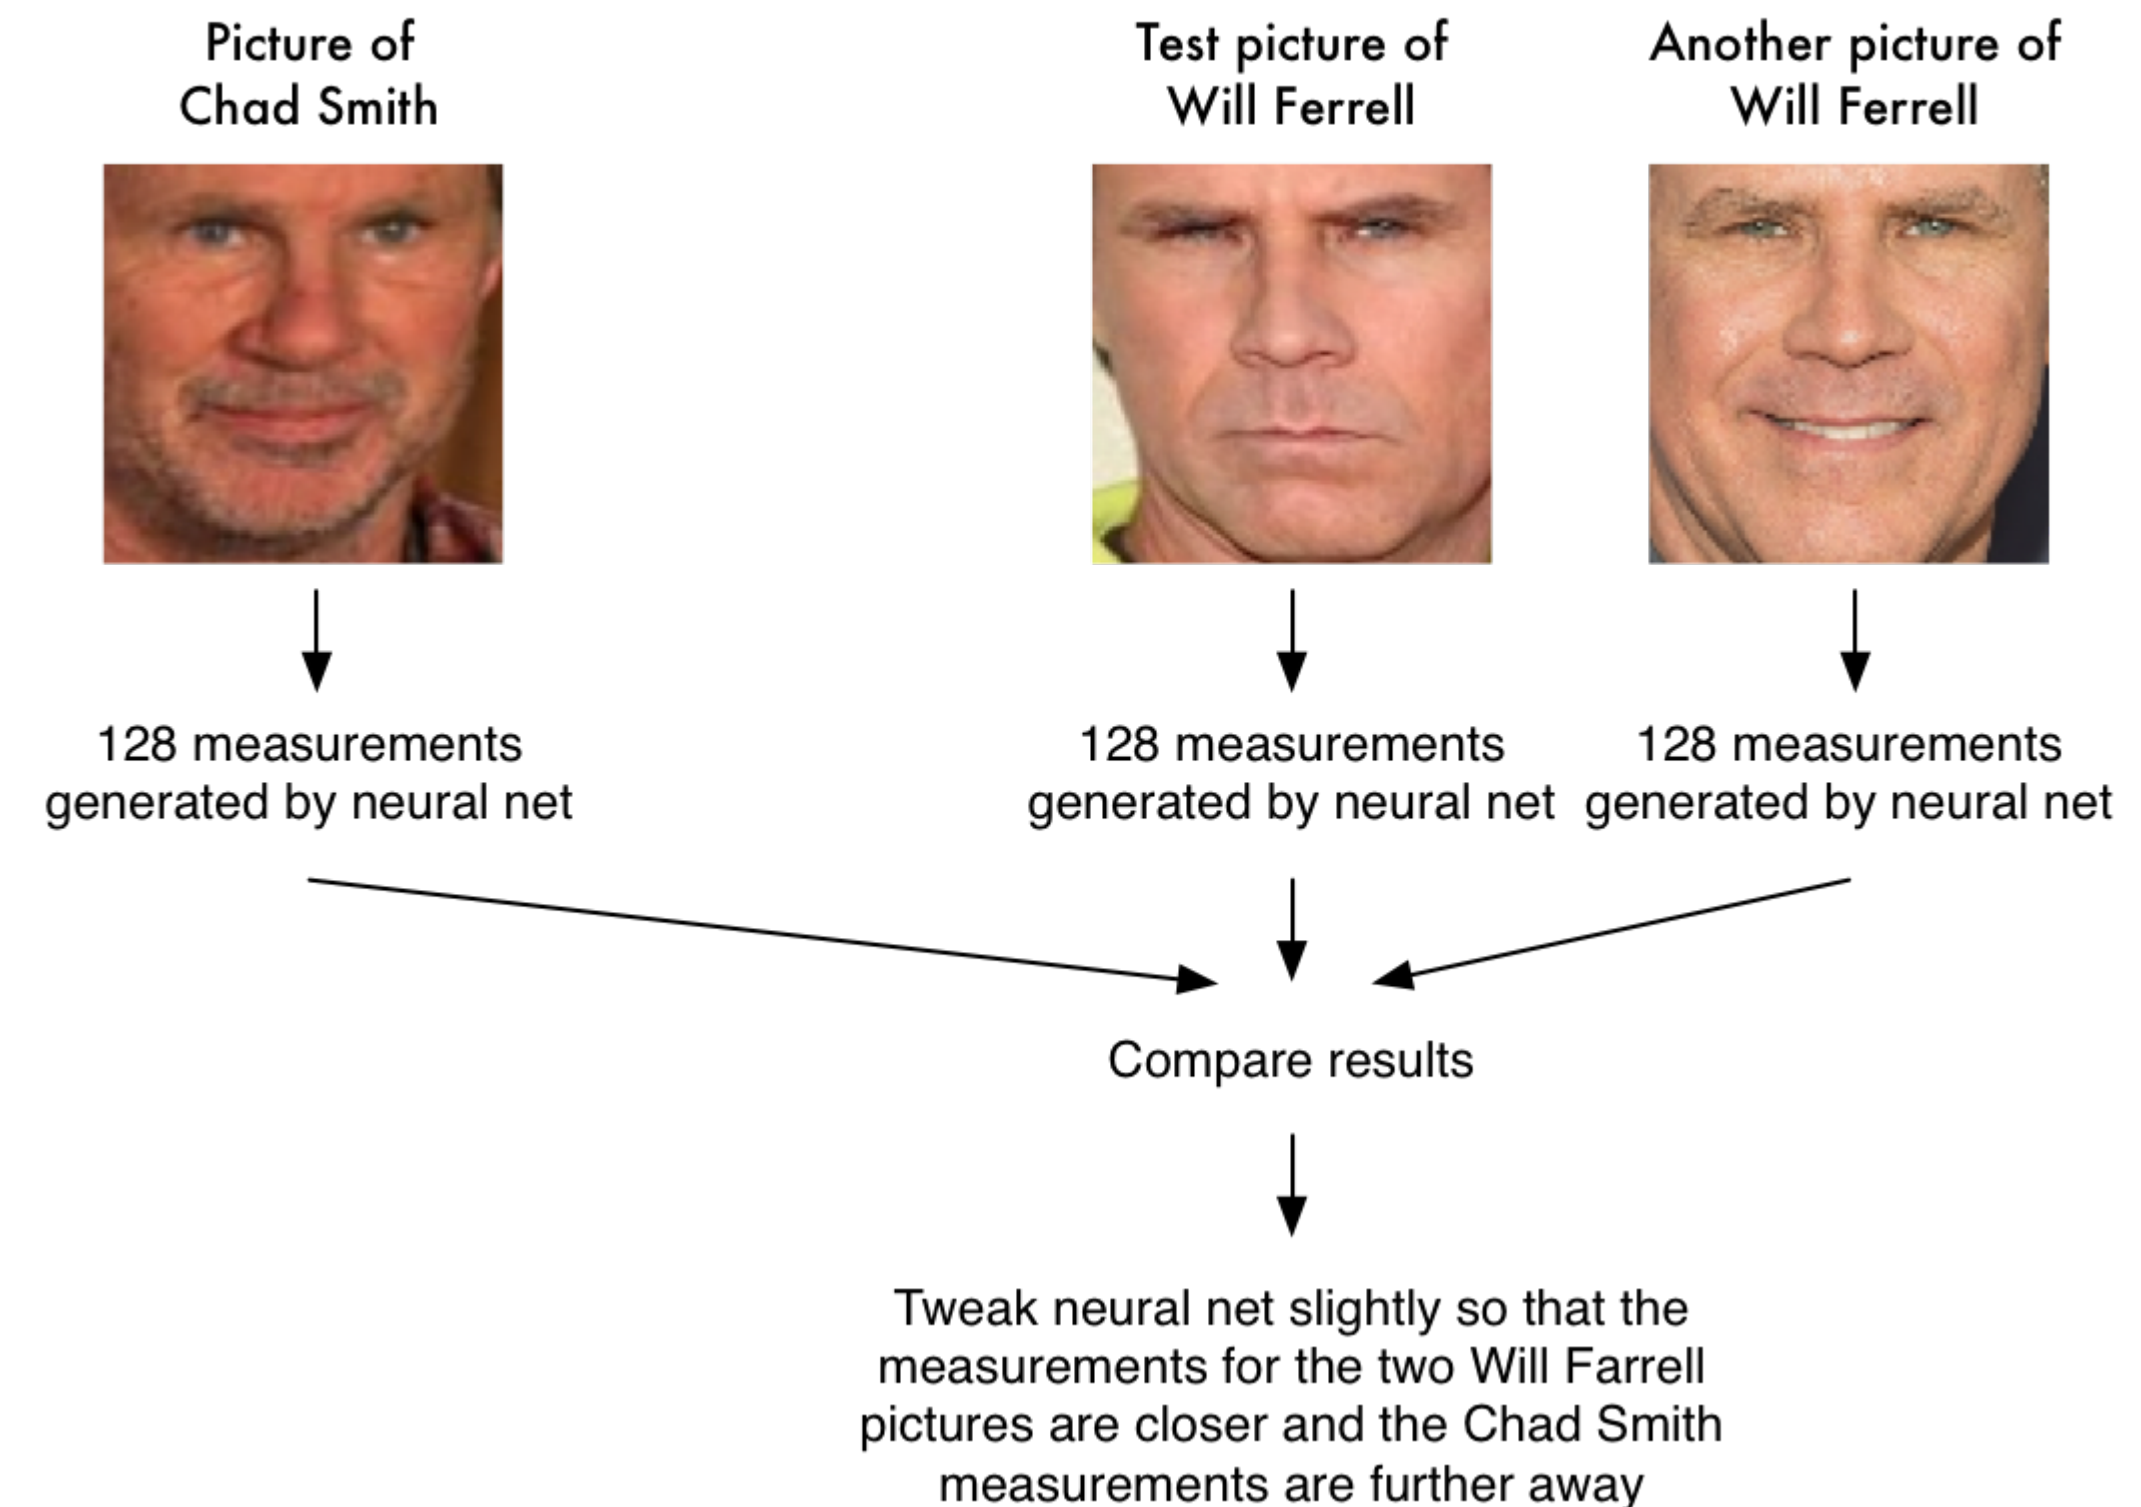 Picture of
Chad Smith
Test picture of
Will Ferrell
Another picture of
Will Ferrell
128 measurements
generated by neural net
128 measurements
generated by neural net
128 measurements
generated by neural net
Compare results
Tweak neural net slightly so that the
measurements for the two Will Farrell
pictures are closer and the Chad Smith
measurements are further away